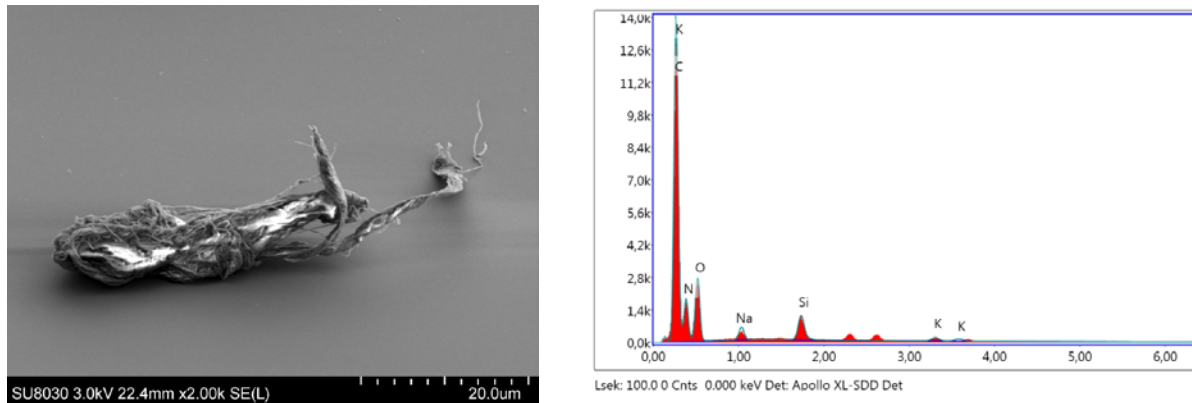 SU8030 3.0kV 22.4mm x2.00k SE(L)
20.0um
14,0k
12,6k
11,2k
9,8k
8,4k
7,0k
5,6k
4,2k
2,8k
1,4k
0,0k
K
C
N
O
Na
Si
K
K
0,00
1,00
2,00
3,00
4,00
5,00
6,00
Lsek: 100.0 0 Cnts 0.000 keV Det: Apollo XL-SDD Det